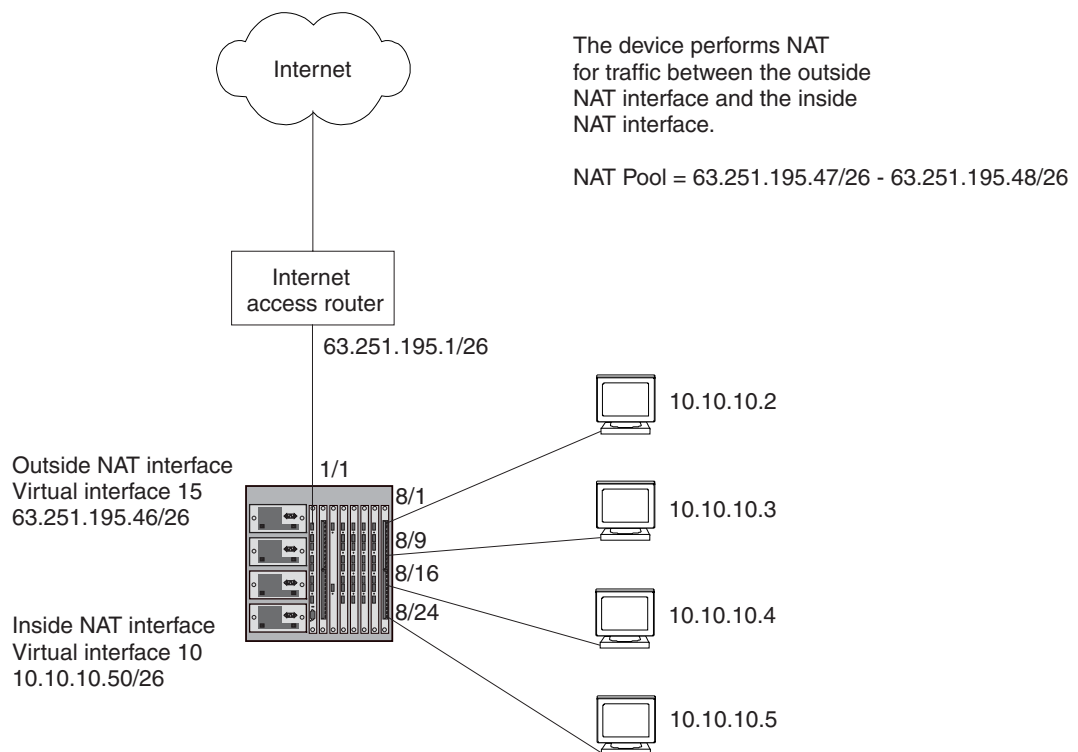 Internet
The device performs NAT
for traffic between the outside
NAT interface and the inside
NAT interface.
NAT Pool = 63.251.195.47/26 - 63.251.195.48/26
Internet
access router
63.251.195.1/26
10.10.10.2
Outside NAT interface
Virtual interface 15
63.251.195.46/26
1/1
8/1
8/9
8/16
8/24
10.10.10.3
10.10.10.4
Inside NAT interface
Virtual interface 10
10.10.10.50/26
10.10.10.5